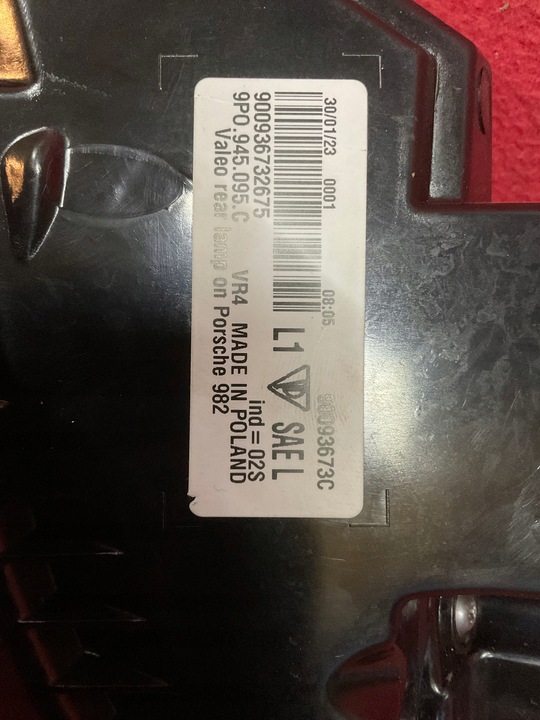 30/01/23 0001 08:05 90093673C
L1 SAE L
900936732675 ind = 02S
9P0.945.095.C VR4 MADE IN POLAND
Valeo rear lamp on Porsche 982